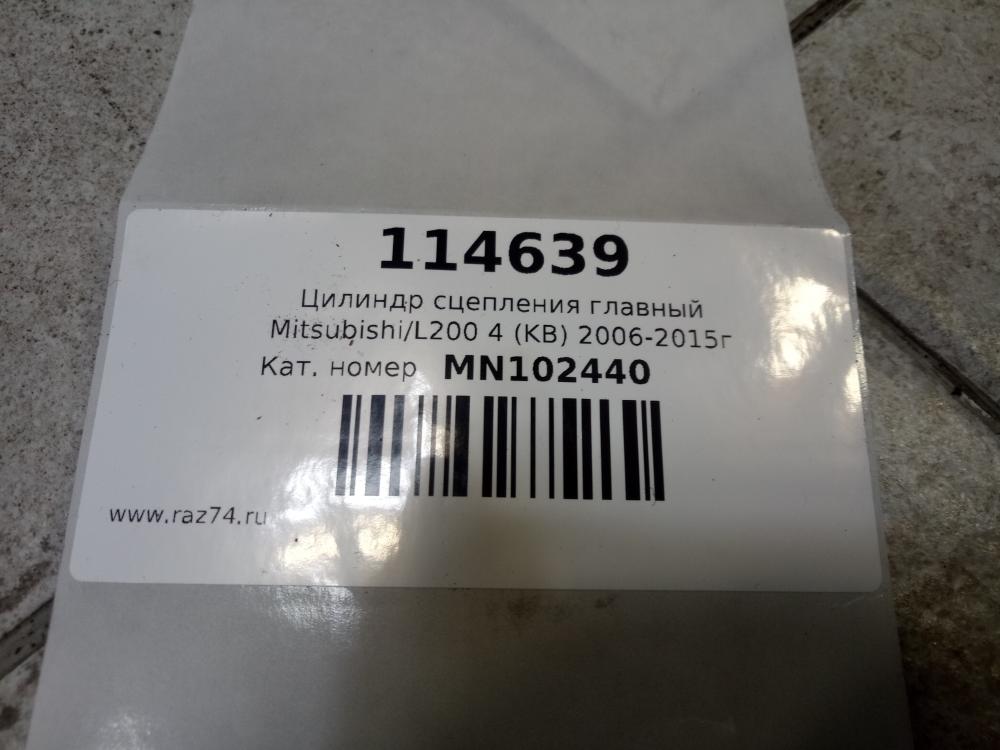 114639
Цилиндр сцепления главный
Mitsubishi/L200 4 (KB) 2006-2015г
Кат. номер MN102440
www.raz74.ru